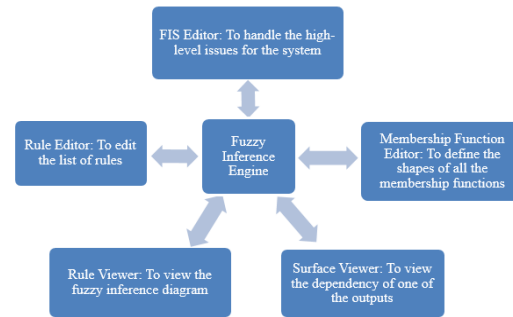 FIS Editor: To handle the high-
level issues for the system
Rule Editor: To edit
the list of rules
Fuzzy
Inference
Engine
Membership Function
Editor: To define the
shapes of all the
membership functions
Rule Viewer: To view the
fuzzy inference diagram
Surface Viewer: To view
the dependency of one of
the outputs